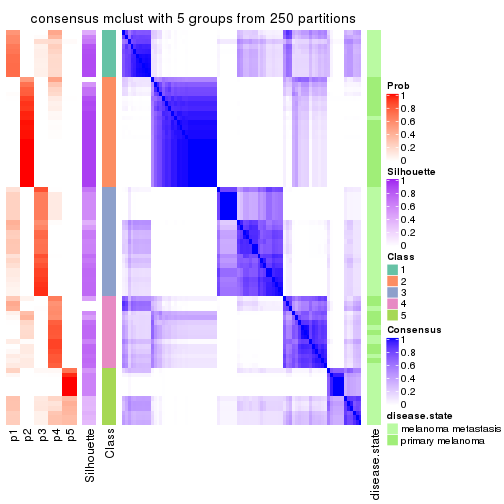 consensus mclust with 5 groups from 250 partitions
Prob
1
0.8
0.6
0.4
0.2
0
Silhouette
1
0.8
0.6
0.4
0.2
0
Class
1
2
3
4
5
Consensus
1
0.8
0.6
0.4
0.2
0
disease.state
melanoma metastasis
primary melanoma
p1
p2
p3
p4
p5
Silhouette
Class
disease.state